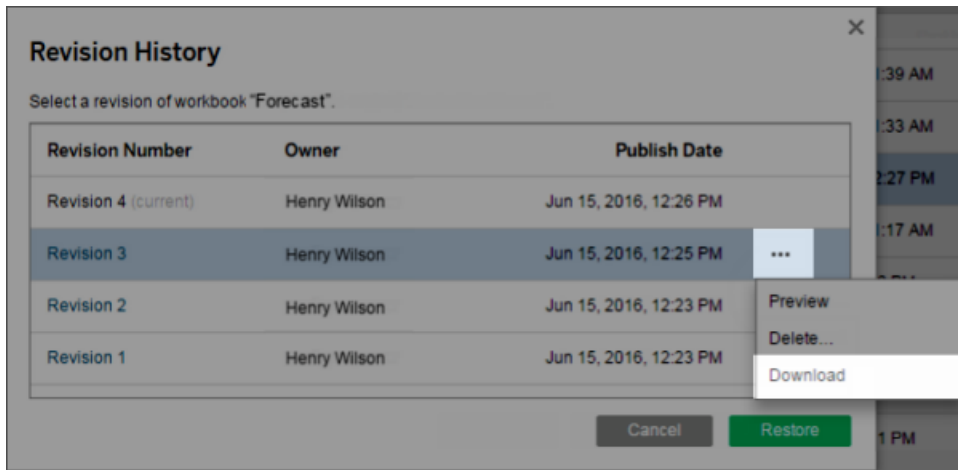 Revision History
Select a revision of workbook "Forecast".
Revision Number Owner Publish Date
Revision 4 (current) Henry Wilson Jun 15, 2016, 12:26 PM
Revision 3 Henry Wilson Jun 15, 2016, 12:25 PM ...
Revision 2 Henry Wilson Jun 15, 2016, 12:23 PM
Revision 1 Henry Wilson Jun 15, 2016, 12:23 PM
Preview
Delete...
Download
Cancel Restore
:39 AM
:33 AM
2:27 PM
:17 AM
1 PM